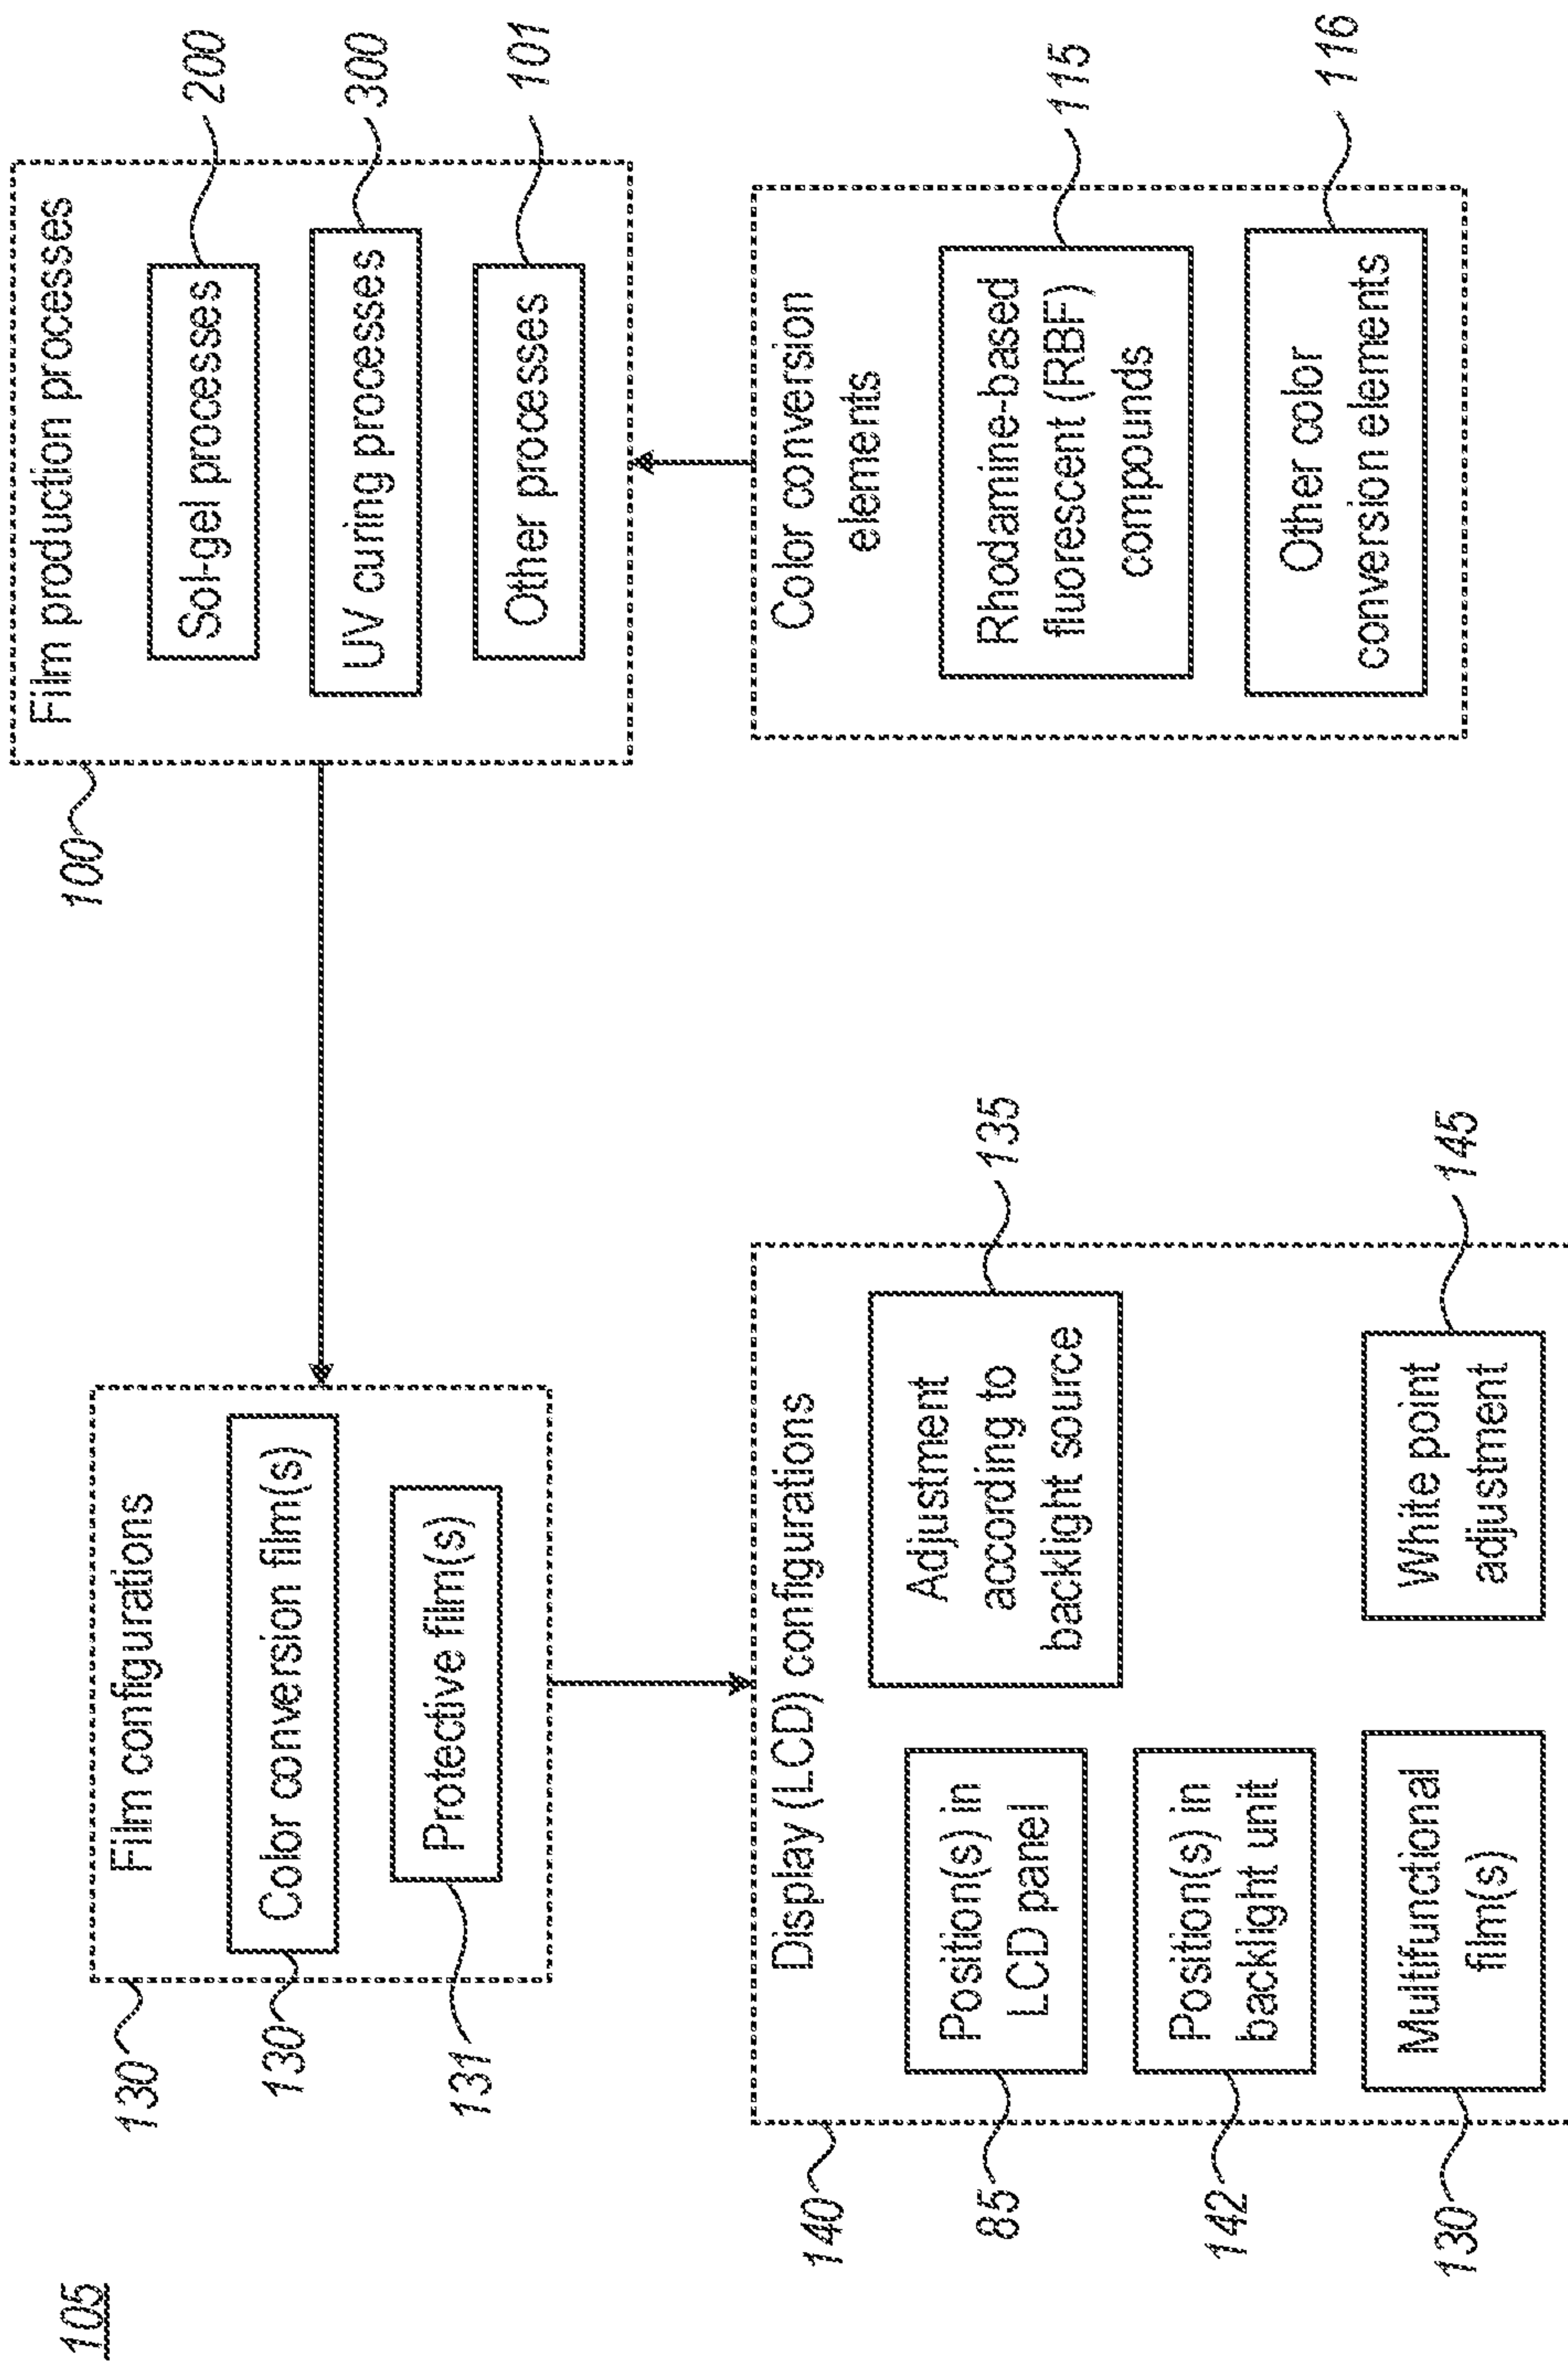 105
130
Film configurations
130
Color conversion film(s)
131
Protective film(s)
100
Film production processes
Sol-gel processes
200
UV curing processes
300
Other processes
101
140
Display (LCD) configurations
85
Position(s) in
LCD panel
142
Position(s) in
backlight unit
130
Multifunctional
film(s)
Adjustment
according to
backlight source
135
White point
adjustment
145
Color conversion
elements
Rhodamine-based
fluorescent (RBF)
compounds
115
Other color
conversion elements
116